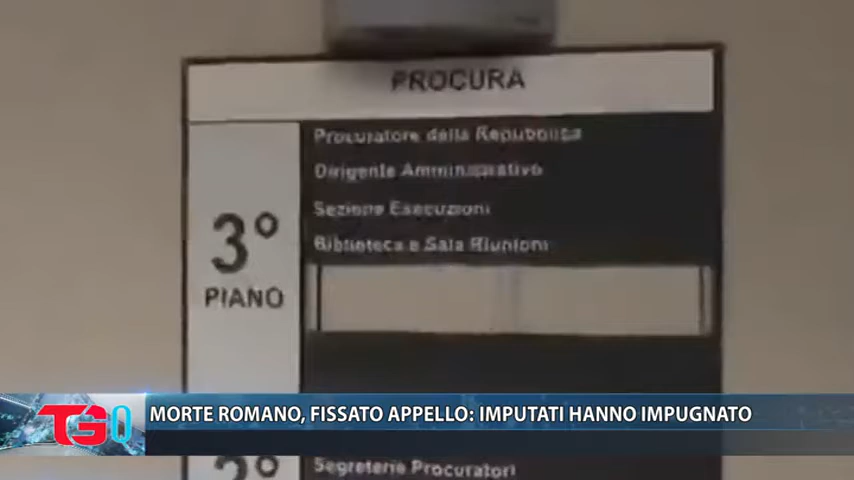 PROCURA
Procuratore della Repubblica
Dirigente Amministrativo
Sezione Esecuzioni
Biblioteca e Sala Riunioni
3°
PIANO
TGQ
MORTE ROMANO, FISSATO APPELLO: IMPUTATI HANNO IMPUGNATO
2°
Segreterie Procuratori